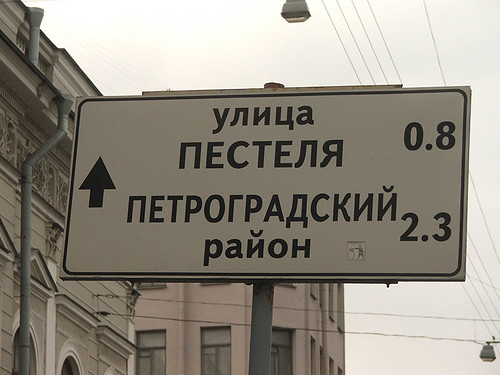 улица
ПЕСТЕЛЯ 0.8
ПЕТРОГРАДСКИЙ
район 2.3